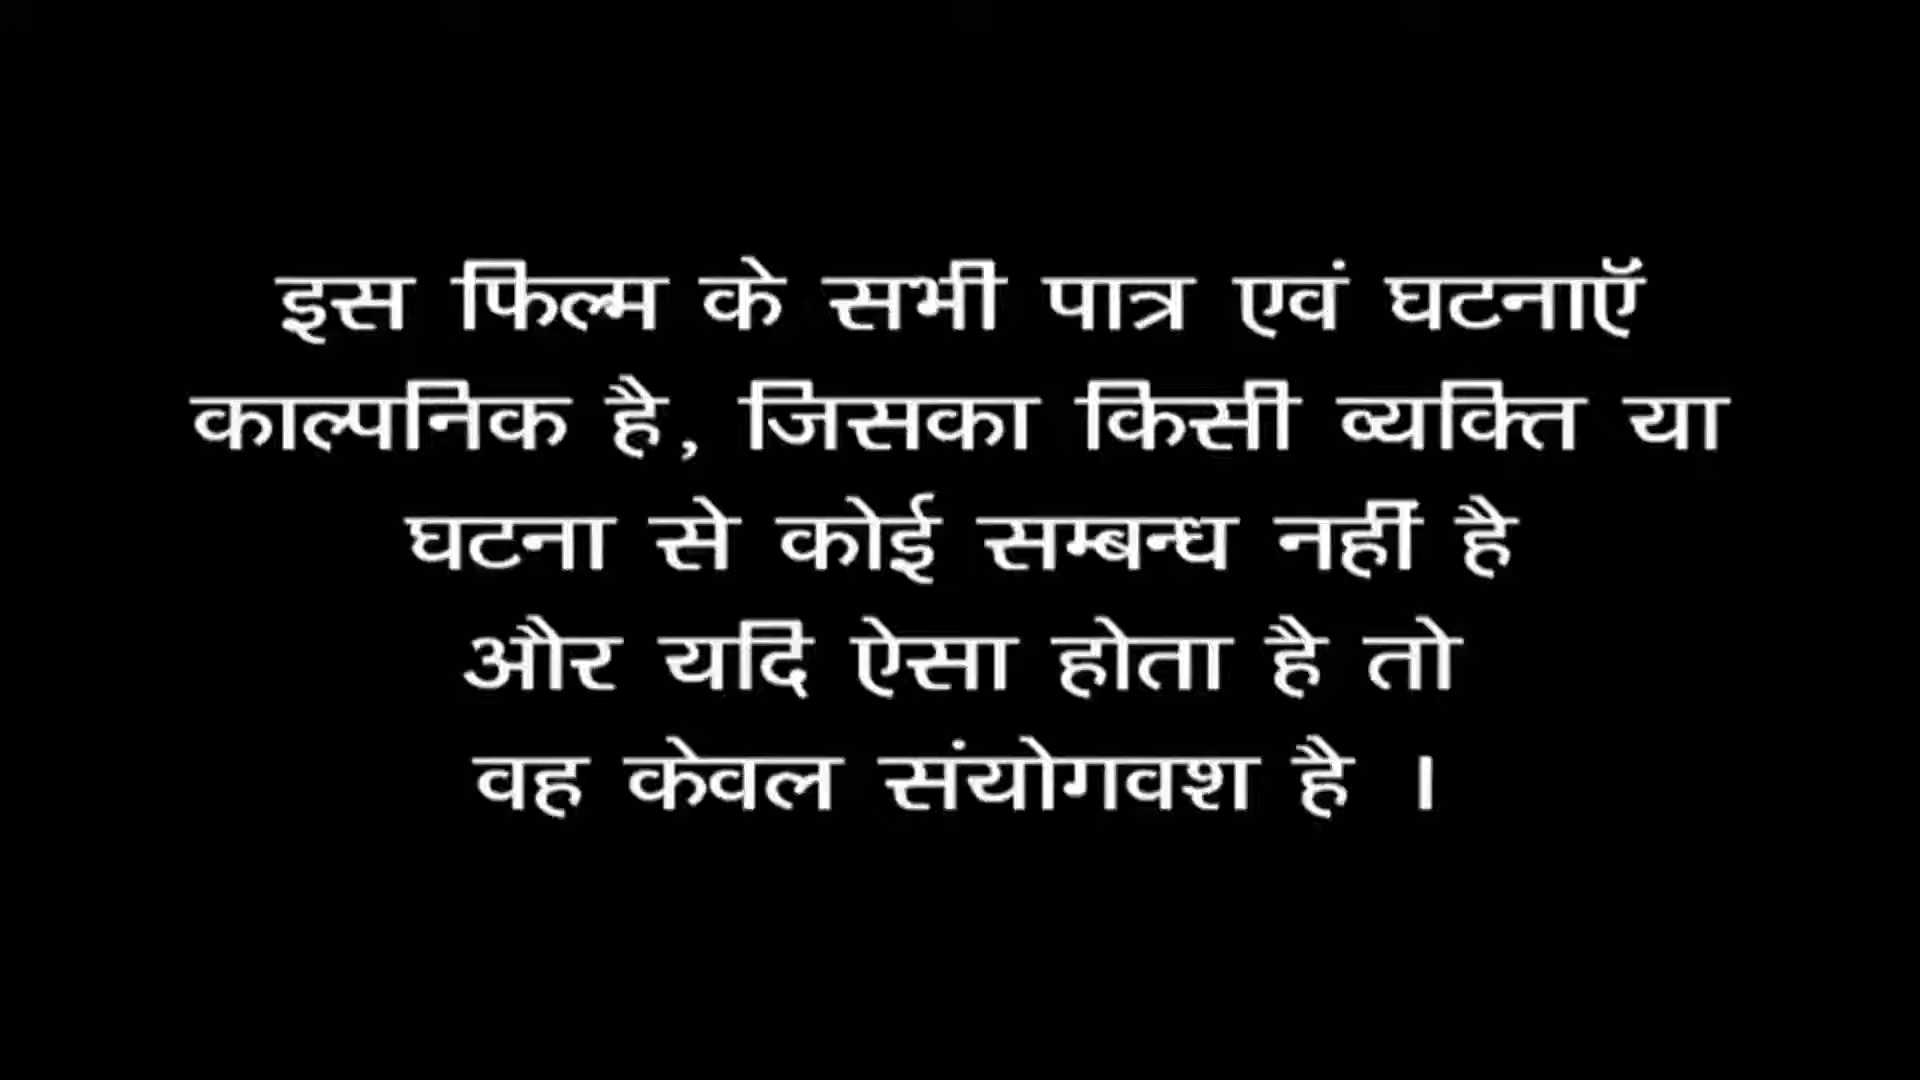 इस फिल्म के सभी पात्र एवं घटनाएँ
काल्पनिक है, जिसका किसी व्यक्ति या
घटना से कोई सम्बन्ध नहीं है
और यदि ऐसा होता है तो
वह केवल संयोगवश है ।